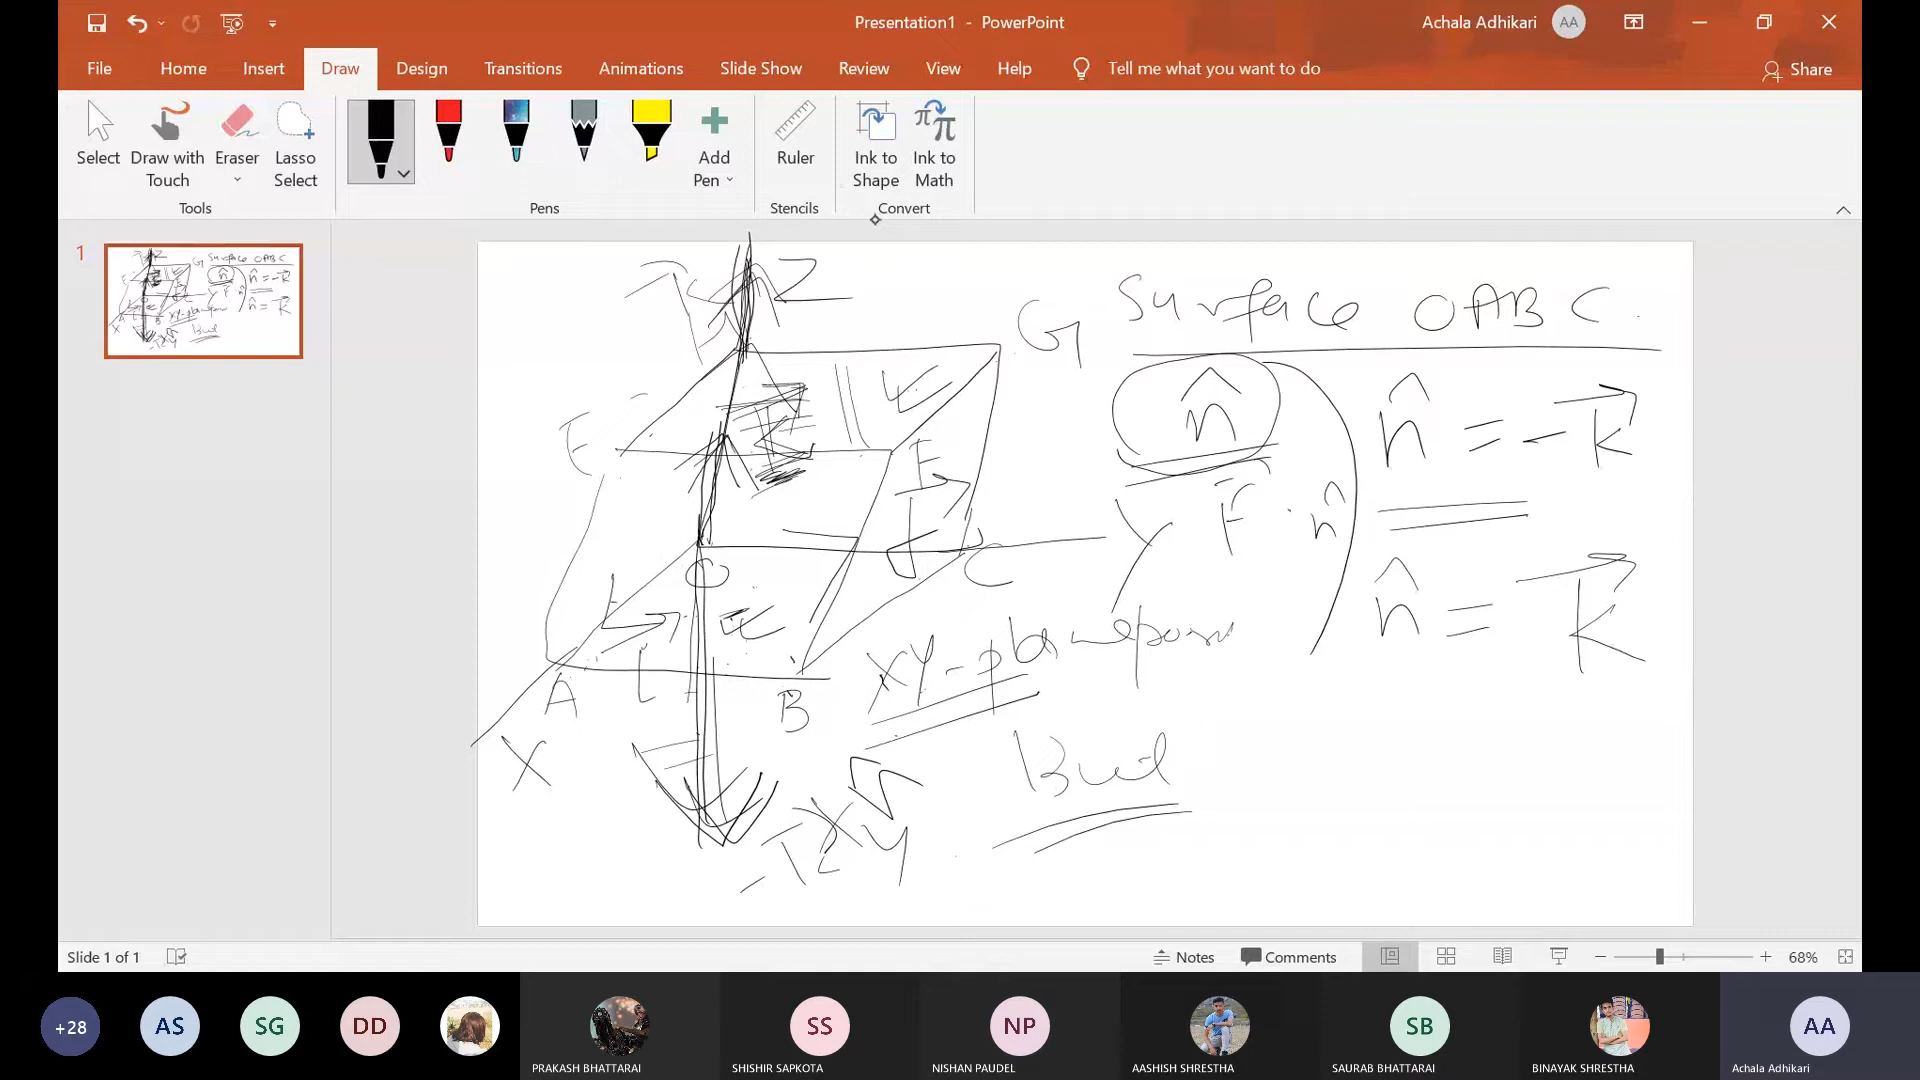 Presentation1 - PowerPoint
Achala Adhikari
AA
File Home Insert Draw Design Transitions Animations Slide Show Review View Help Tell me what you want to do
Share
Select
Draw with Touch
Eraser
Lasso Select
Add Pen
Ruler
Ink to Shape
Ink to Math
Tools
Pens
Stencils
Convert
1
Z
G Surface OABC.
n̂
n̂ = -k⃗
F⃗ · n̂
Y
O
C
n̂ = k⃗
A
B
XY-plane
X
Slide 1 of 1
Notes
Comments
68%
+28
AS
SG
DD
SS
NP
SB
AA
PRAKASH BHATTARAI
SHISHIR SAPKOTA
NISHAN PAUDEL
AASHISH SHRESTHA
SAURAB BHATTARAI
BINAYAK SHRESTHA
Achala Adhikari